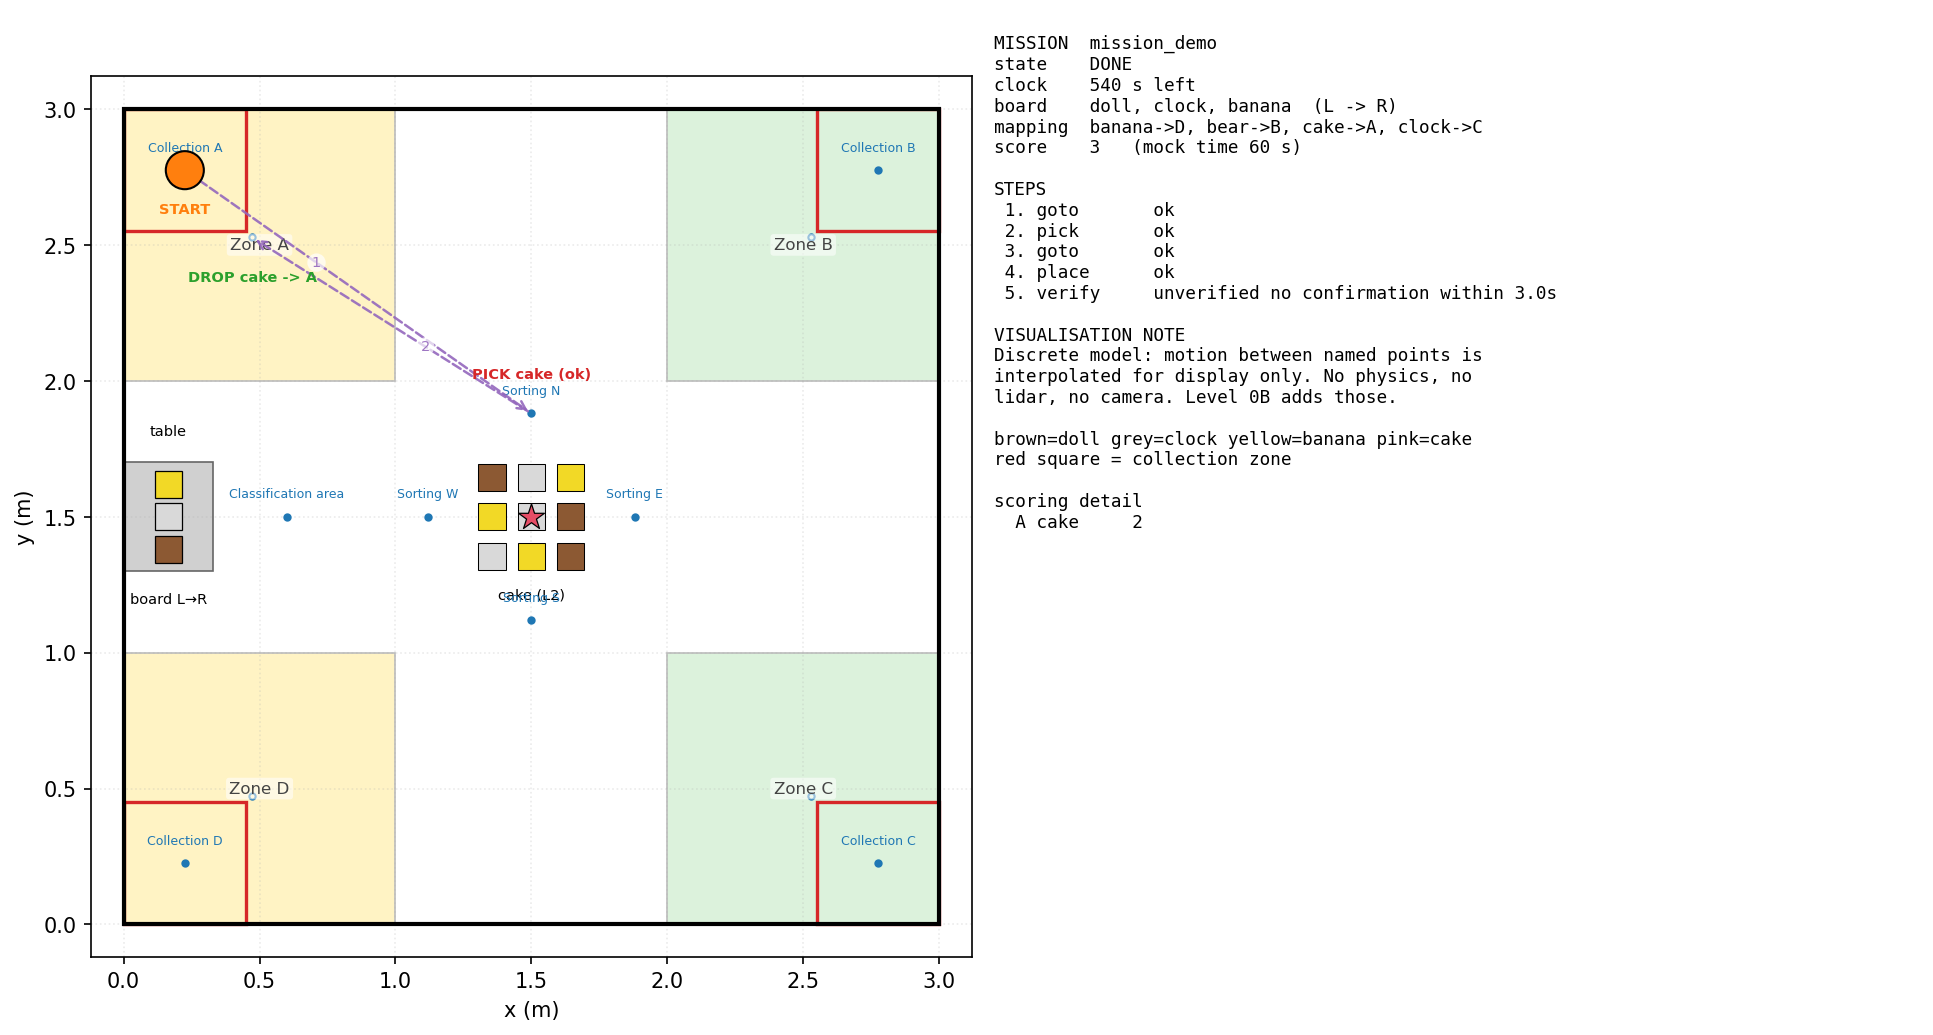 MISSION  mission_demo
state    DONE
clock    540 s left
board    doll, clock, banana  (L -> R)
mapping  banana->D, bear->B, cake->A, clock->C
score    3   (mock time 60 s)
STEPS
1. goto       ok
2. pick       ok
3. goto       ok
4. place      ok
5. verify     unverified no confirmation within 3.0s
VISUALISATION NOTE
Discrete model: motion between named points is
interpolated for display only. No physics, no
lidar, no camera. Level 0B adds those.
brown=doll grey=clock yellow=banana pink=cake
red square = collection zone
scoring detail
A cake     2
3.0
2.5
2.0
1.5
1.0
0.5
0.0
y (m)
Collection A
START
Zone A
DROP cake -> A
1
2
Collection B
Zone B
PICK cake (ok)
Sorting N
table
Classification area
Sorting W
Sorting E
board L→R
cake (L2)
Sorting S
Zone D
Collection D
Zone C
Collection C
0.0
0.5
1.0
1.5
2.0
2.5
3.0
x (m)